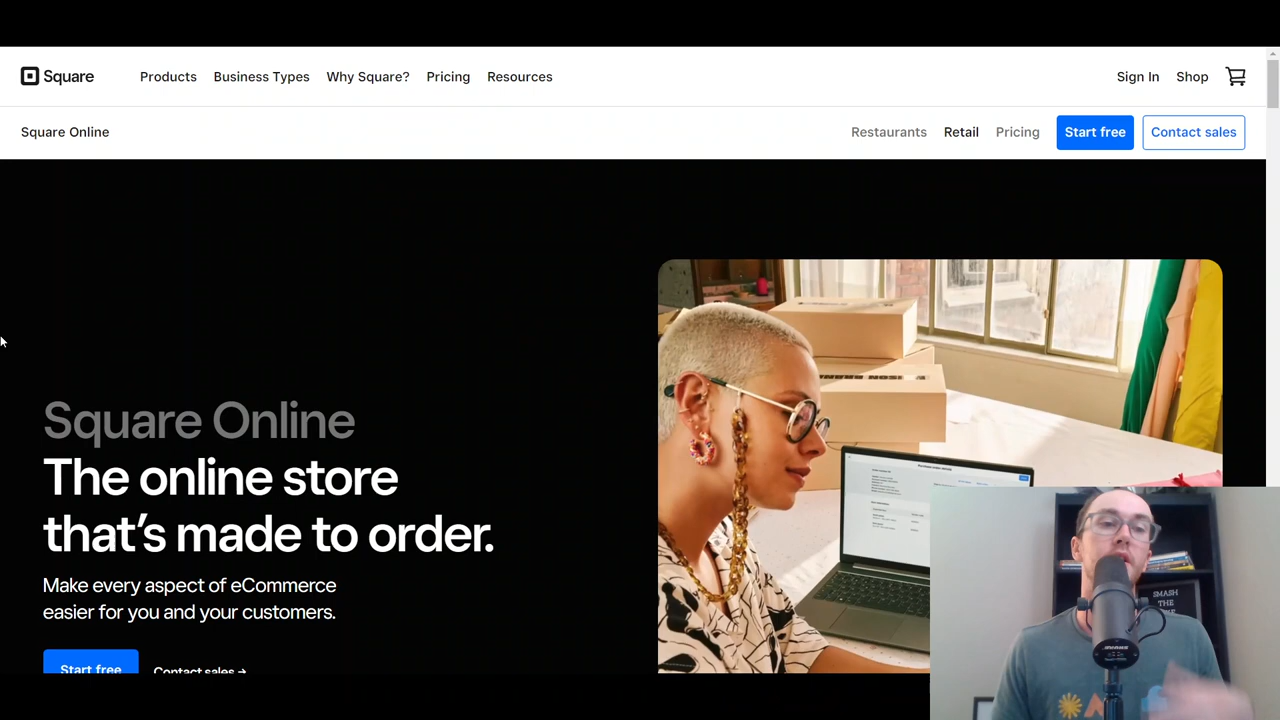 Square
Products Business Types Why Square? Pricing Resources
Sign In Shop
Square Online
Restaurants Retail Pricing Start free Contact sales
Square Online
The online store
that's made to order.
Make every aspect of eCommerce
easier for you and your customers.
Start free Contact sales →
SMASH
THE